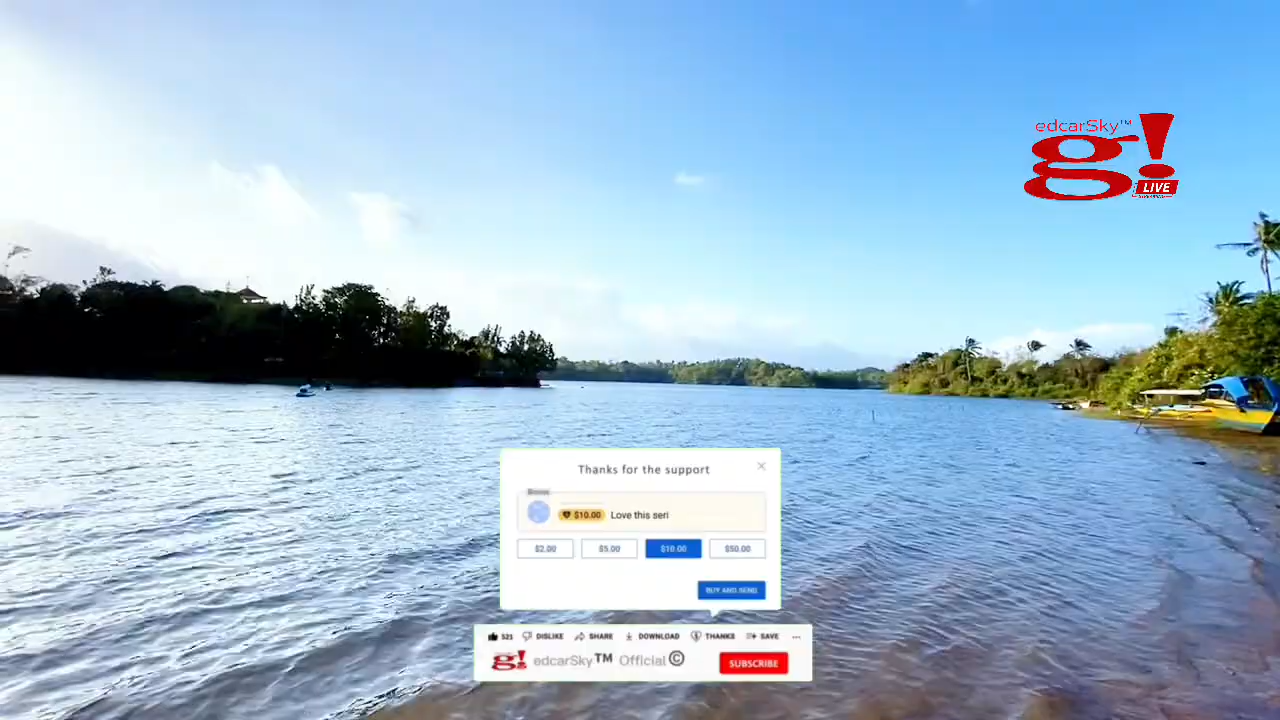 edcarSky™
g!
LIVE
Thanks for the support
$10.00 Love this seri
$2.00 $5.00 $10.00 $50.00
BUY AND SEND
521 DISLIKE SHARE DOWNLOAD THANKS SAVE ...
g! edcarSky™ Official ©
SUBSCRIBE